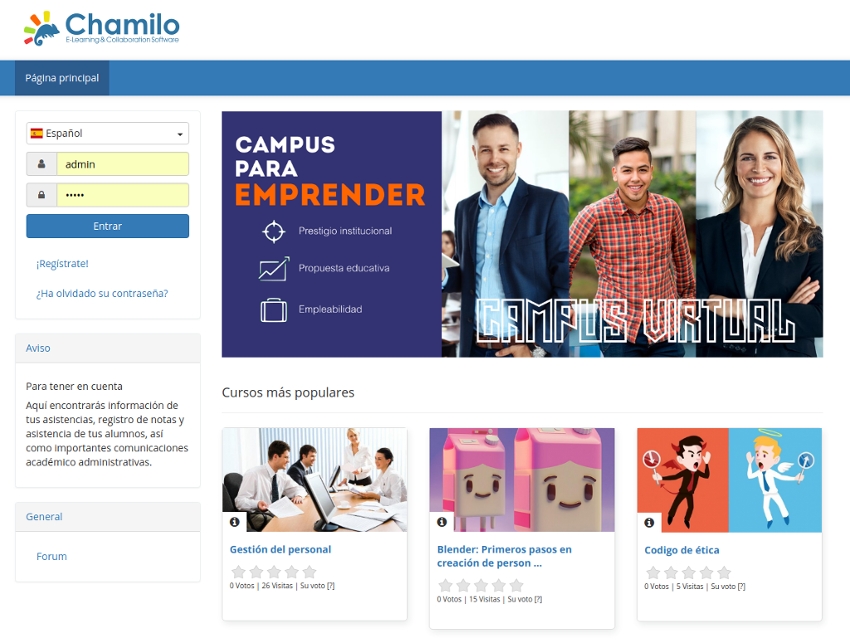 Chamilo
E-Learning & Collaboration Software
Página principal
Español
admin
•••••
Entrar
¡Regístrate!
¿Ha olvidado su contraseña?
Aviso
Para tener en cuenta
Aquí encontrarás información de
tus asistencias, registro de notas y
asistencia de tus alumnos, así
como importantes comunicaciones
académico administrativas.
General
Forum
CAMPUS
PARA
EMPRENDER
Prestigio institucional
Propuesta educativa
Empleabilidad
CAMPUS VIRTUAL
Cursos más populares
Gestión del personal
0 Votos | 26 Visitas | Su voto [?]
Blender: Primeros pasos en
creación de person ...
0 Votos | 15 Visitas | Su voto [?]
Codigo de ética
0 Votos | 5 Visitas | Su voto [?]